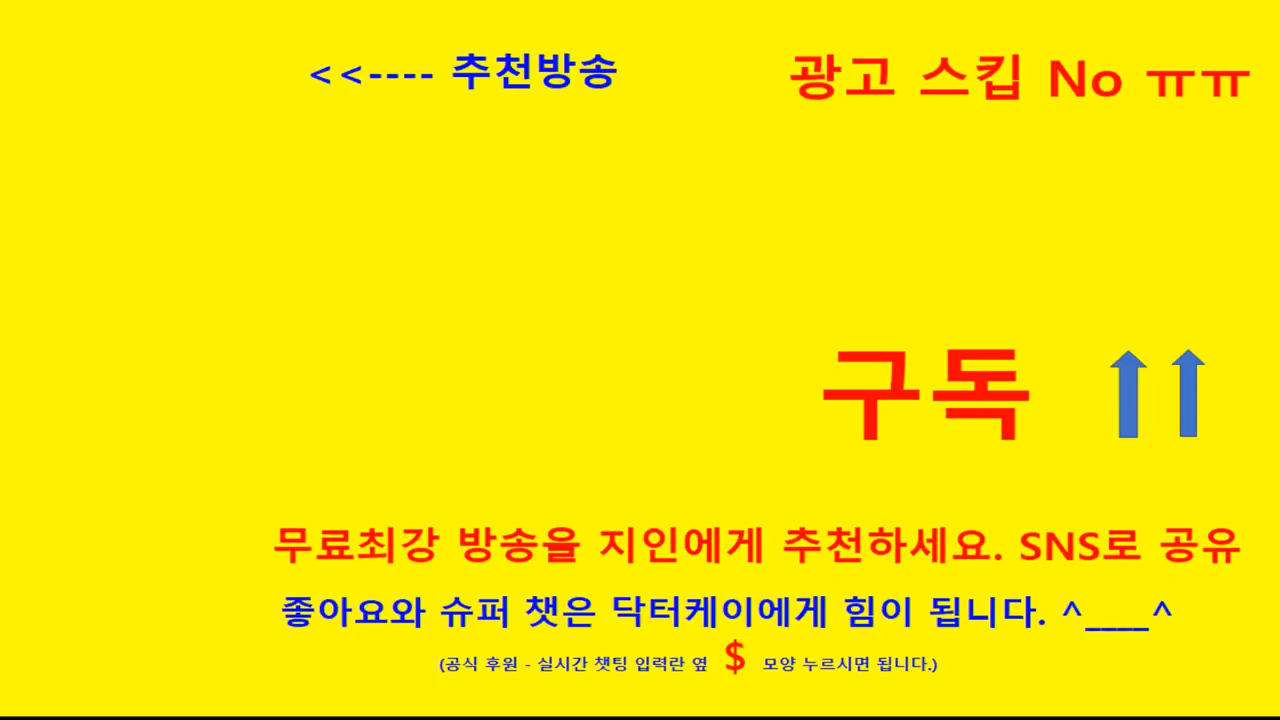 <<---- 추천방송
광고 스킵 No ㅠㅠ
구독
무료최강 방송을 지인에게 추천하세요. SNS로 공유
좋아요와 슈퍼 챗은 닥터케이에게 힘이 됩니다. ^____^
(공식 후원 - 실시간 챗팅 입력란 옆 $ 모양 누르시면 됩니다.)